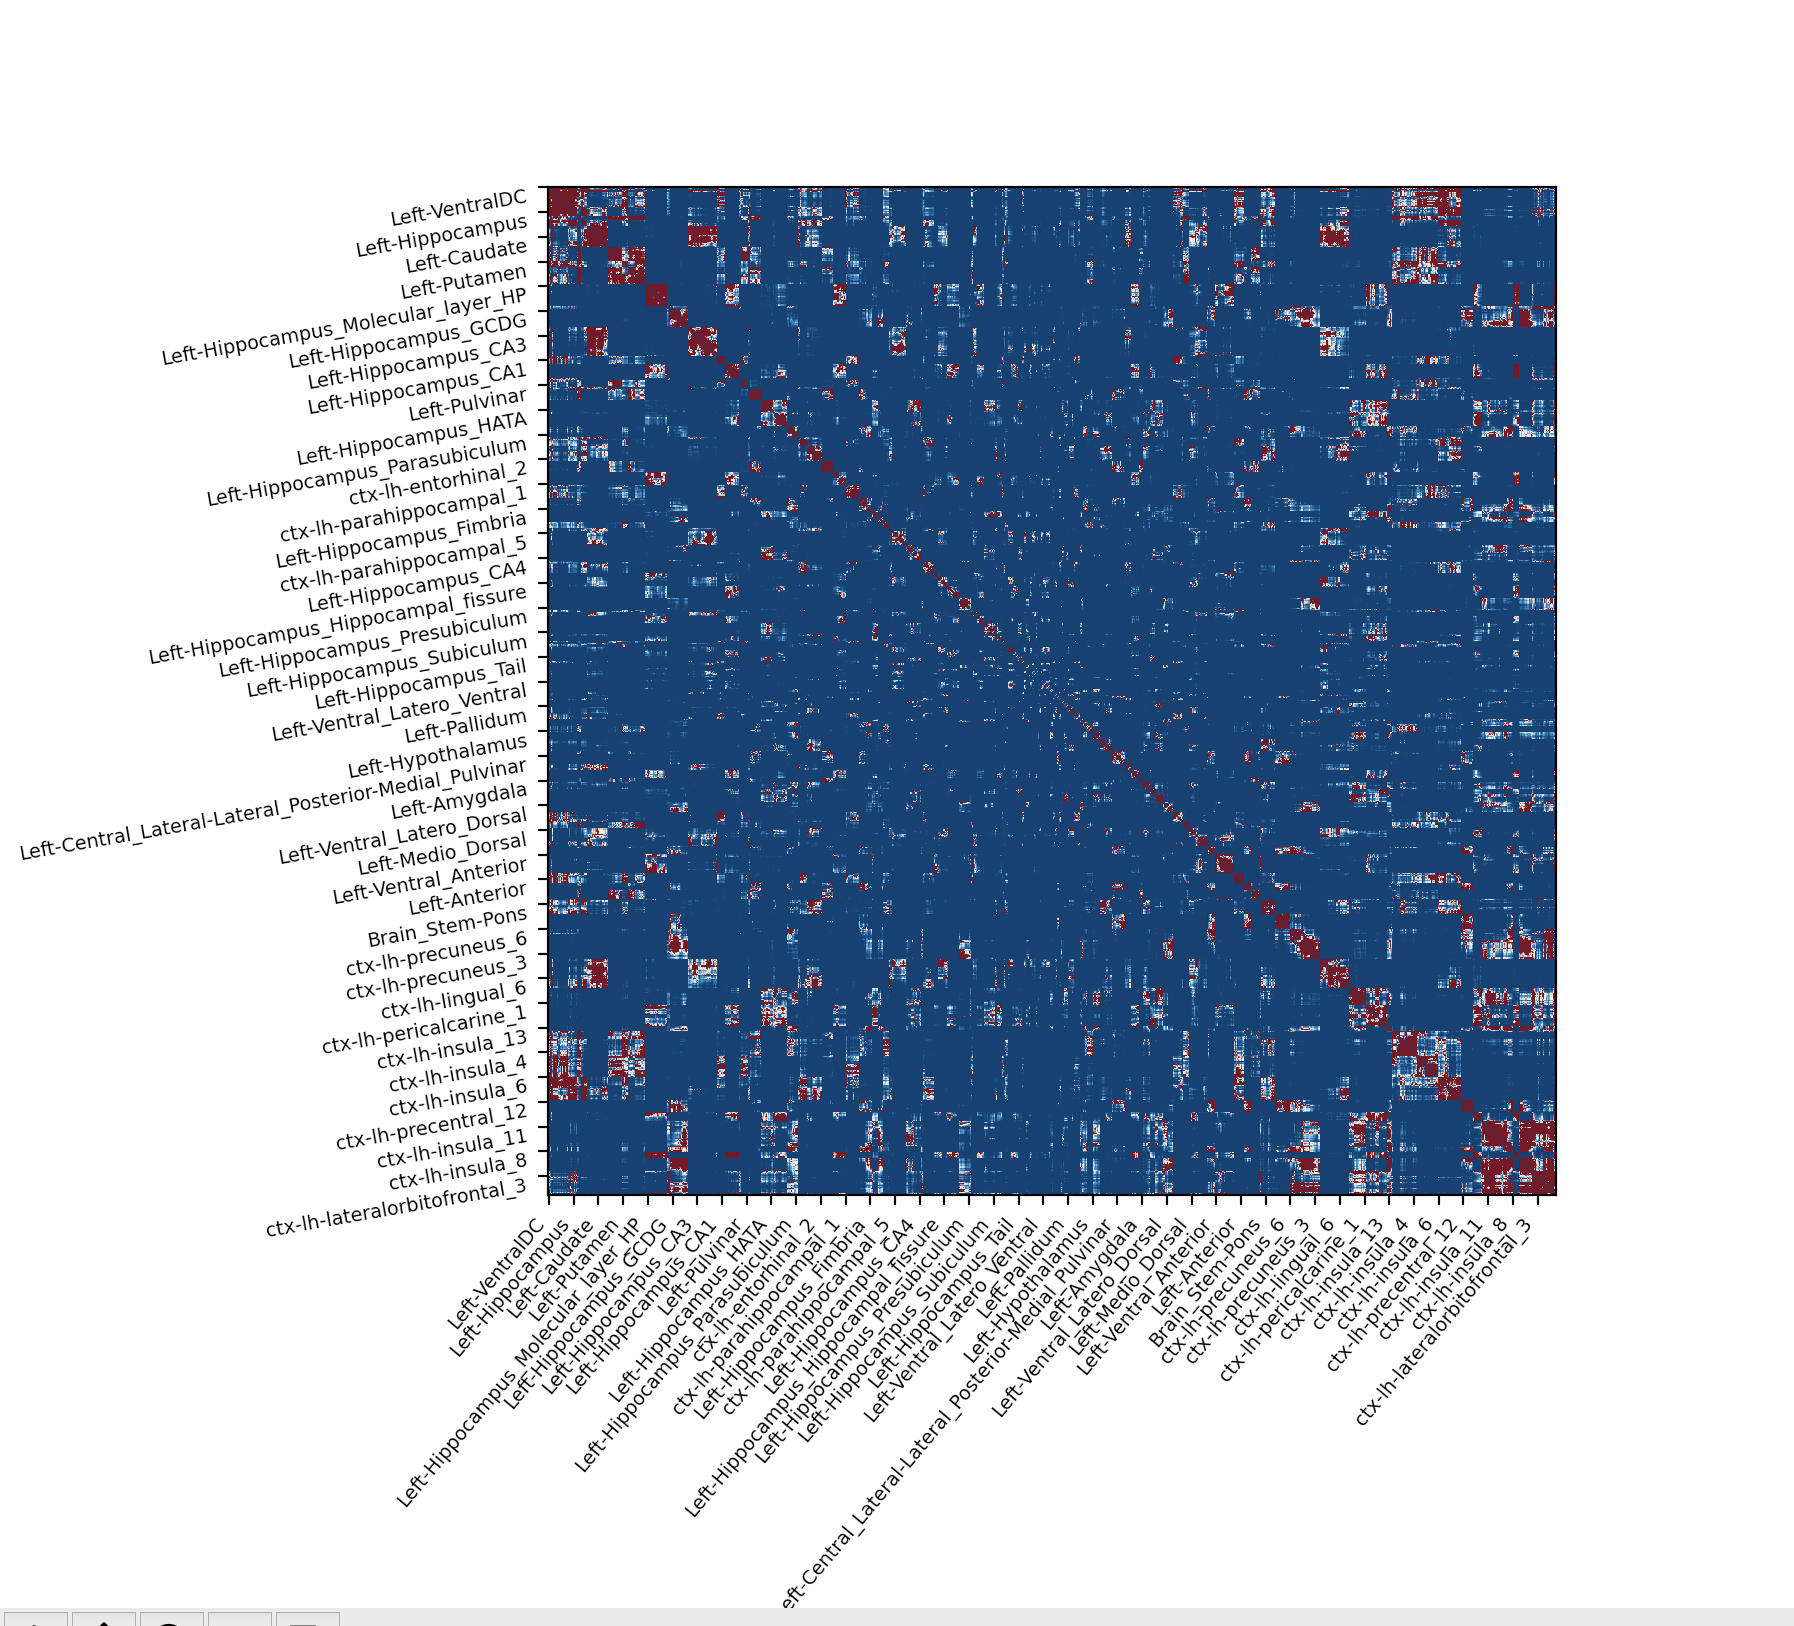 Left-VentralDC
Left-Hippocampus
Left-Caudate
Left-Putamen
Left-Hippocampus_Molecular_layer_HP
Left-Hippocampus_GCDG
Left-Hippocampus_CA3
Left-Hippocampus_CA1
Left-Pulvinar
Left-Hippocampus_HATA
Left-Hippocampus_Parasubiculum
ctx-lh-entorhinal_2
ctx-lh-parahippocampal_1
Left-Hippocampus_Fimbria
ctx-lh-parahippocampal_5
Left-Hippocampus_CA4
Left-Hippocampus_Hippocampal_fissure
Left-Hippocampus_Presubiculum
Left-Hippocampus_Subiculum
Left-Hippocampus_Tail
Left-Ventral_Latero_Ventral
Left-Pallidum
Left-Hypothalamus
Left-Central_Lateral-Lateral_Posterior-Medial_Pulvinar
Left-Amygdala
Left-Ventral_Latero_Dorsal
Left-Medio_Dorsal
Left-Ventral_Anterior
Left-Anterior
Brain_Stem-Pons
ctx-lh-precuneus_6
ctx-lh-precuneus_3
ctx-lh-lingual_6
ctx-lh-pericalcarine_1
ctx-lh-insula_13
ctx-lh-insula_4
ctx-lh-insula_6
ctx-lh-precentral_12
ctx-lh-insula_11
ctx-lh-insula_8
ctx-lh-lateralorbitofrontal_3
Left-VentralDC
Left-Hippocampus
Left-Caudate
Left-Putamen
Left-Hippocampus_Molecular_layer_HP
Left-Hippocampus_GCDG
Left-Hippocampus_CA3
Left-Hippocampus_CA1
Left-Pulvinar
Left-Hippocampus_HATA
Left-Hippocampus_Parasubiculum
ctx-lh-entorhinal_2
ctx-lh-parahippocampal_1
Left-Hippocampus_Fimbria
ctx-lh-parahippocampal_5
Left-Hippocampus_CA4
Left-Hippocampus_Hippocampal_fissure
Left-Hippocampus_Presubiculum
Left-Hippocampus_Subiculum
Left-Hippocampus_Tail
Left-Ventral_Latero_Ventral
Left-Pallidum
Left-Hypothalamus
eft-Central_Lateral-Lateral_Posterior-Medial_Pulvinar
Left-Amygdala
Left-Ventral_Latero_Dorsal
Left-Medio_Dorsal
Left-Ventral_Anterior
Left-Anterior
Brain_Stem-Pons
ctx-lh-precuneus_6
ctx-lh-precuneus_3
ctx-lh-lingual_6
ctx-lh-pericalcarine_1
ctx-lh-insula_13
ctx-lh-insula_4
ctx-lh-insula_6
ctx-lh-precentral_12
ctx-lh-insula_11
ctx-lh-insula_8
ctx-lh-lateralorbitofrontal_3